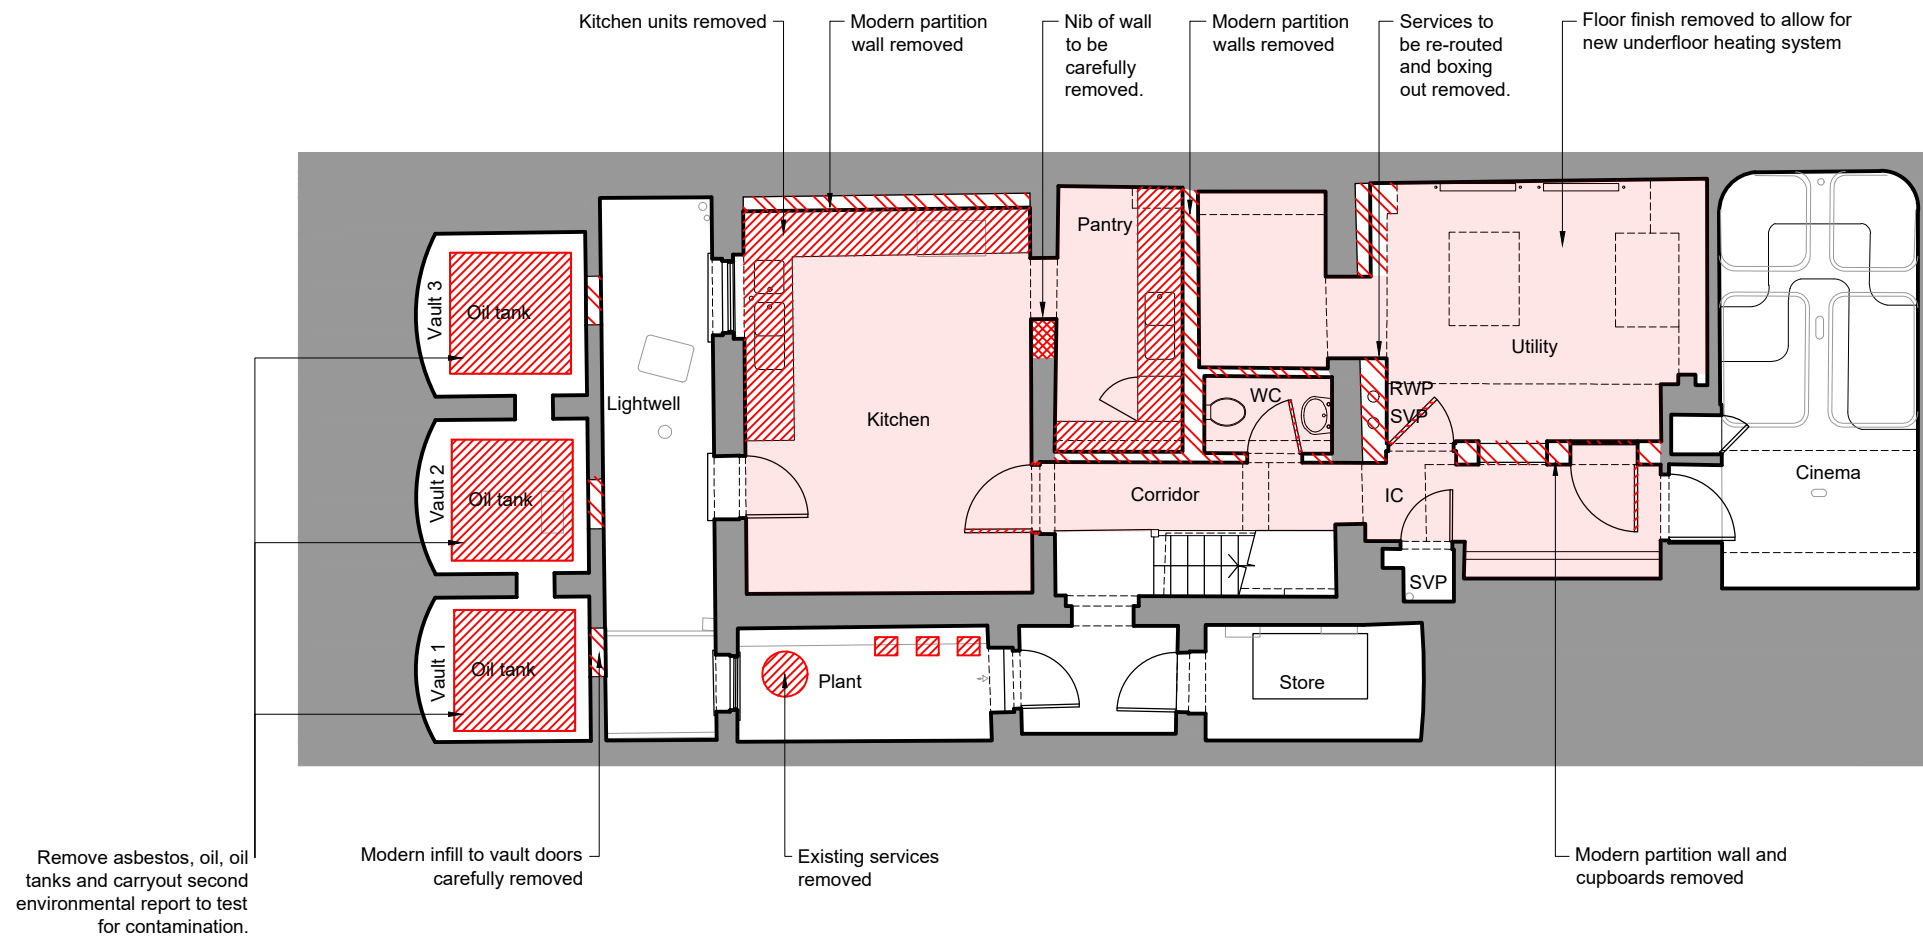 Kitchen units removed
Modern partition
wall removed
Nib of wall
to be
carefully
removed.
Modern partition
walls removed
Services to
be re-routed
and boxing
out removed.
Floor finish removed to allow for
new underfloor heating system
Pantry
Vault 3
Oil tank
Utility
Lightwell
Kitchen
WC
RWP
SVP
Vault 2
Oil tank
Corridor
IC
Cinema
SVP
Vault 1
Oil tank
Plant
Store
Remove asbestos, oil, oil
tanks and carryout second
environmental report to test
for contamination.
Modern infill to vault doors
carefully removed
Existing services
removed
Modern partition wall and
cupboards removed